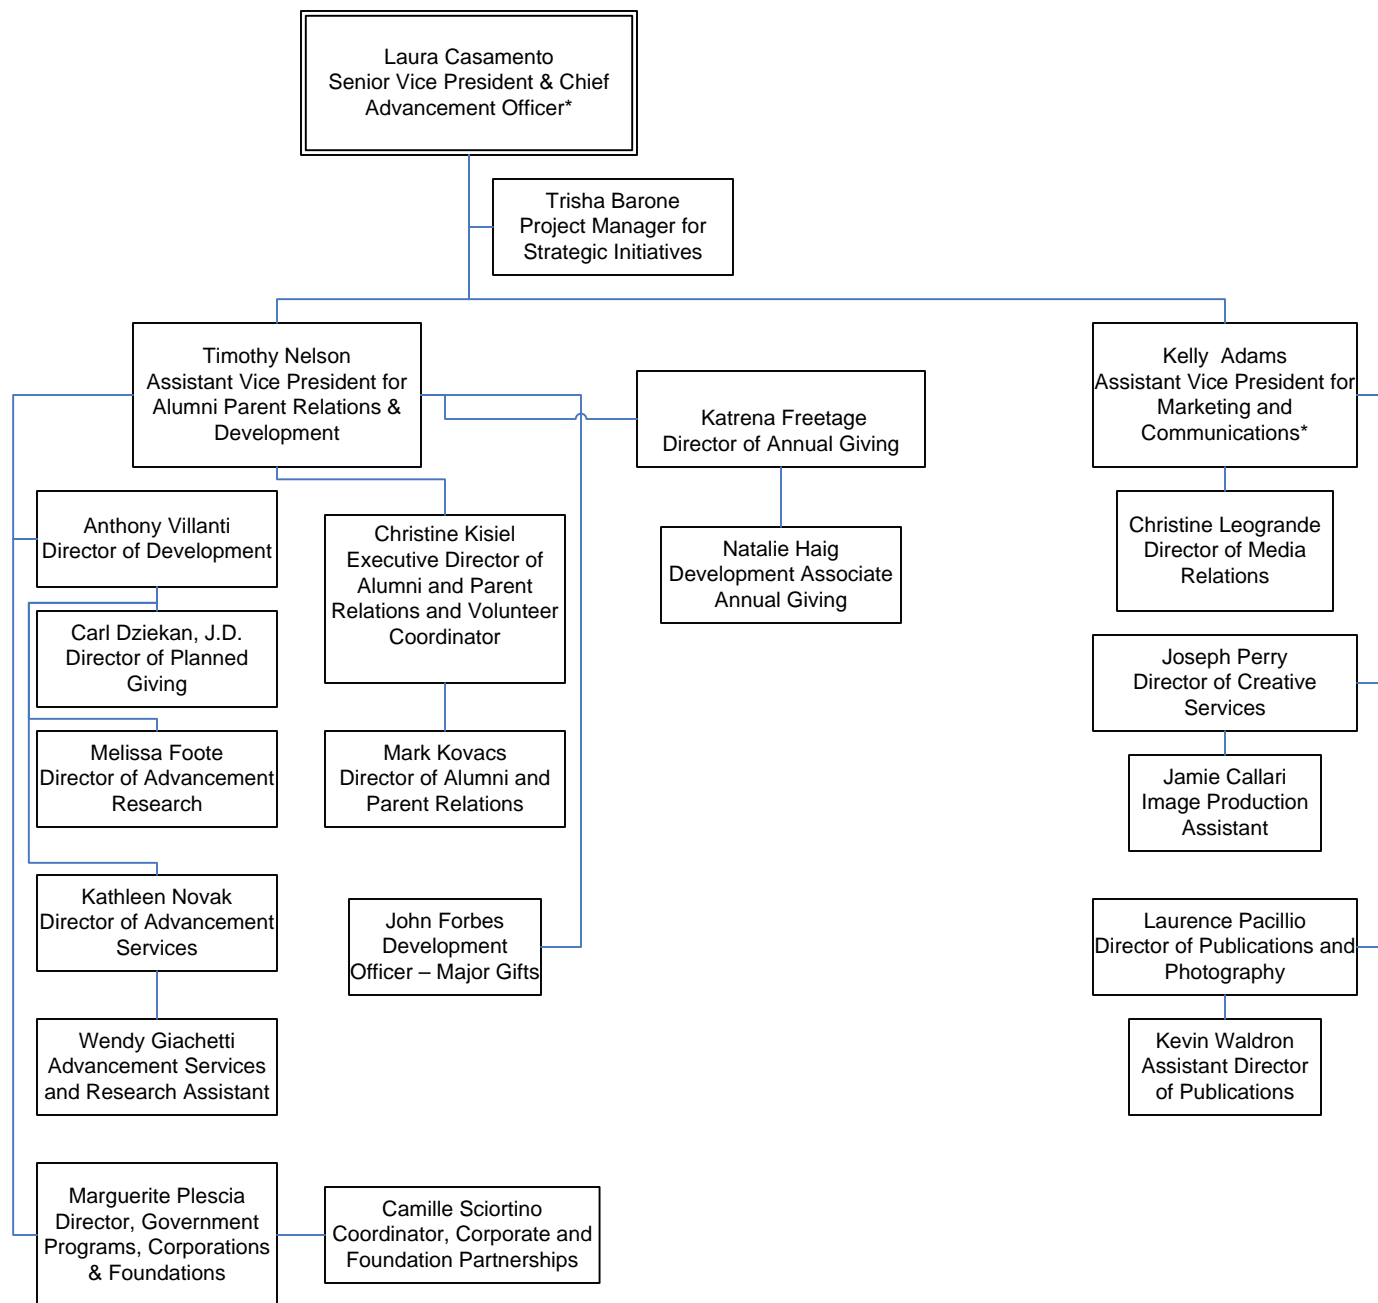 Laura Casamento
Senior Vice President & Chief
Advancement Officer*
Trisha Barone
Project Manager for
Strategic Initiatives
Timothy Nelson
Assistant Vice President for
Alumni Parent Relations &
Development
Katrena Freetage
Director of Annual Giving
Kelly Adams
Assistant Vice President for
Marketing and
Communications*
Anthony Villanti
Director of Development
Christine Kisiel
Executive Director of
Alumni and Parent
Relations and Volunteer
Coordinator
Natalie Haig
Development Associate
Annual Giving
Christine Leogrande
Director of Media
Relations
Carl Dziekan, J.D.
Director of Planned
Giving
Joseph Perry
Director of Creative
Services
Melissa Foote
Director of Advancement
Research
Mark Kovacs
Director of Alumni and
Parent Relations
Jamie Callari
Image Production
Assistant
Kathleen Novak
Director of Advancement
Services
John Forbes
Development
Officer – Major Gifts
Laurence Pacillio
Director of Publications and
Photography
Wendy Giachetti
Advancement Services
and Research Assistant
Kevin Waldron
Assistant Director
of Publications
Marguerite Plescia
Director, Government
Programs, Corporations
& Foundations
Camille Sciortino
Coordinator, Corporate and
Foundation Partnerships